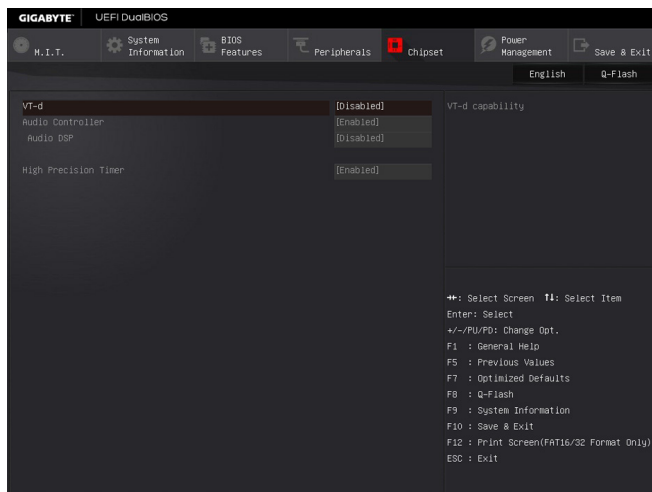 GIGABYTE™ UEFI DualBIOS
M.I.T.
System Information
BIOS Features
Peripherals
Chipset
Power Management
Save & Exit
English Q-Flash
VT-d [Disabled] VT-d capability
Audio Controller [Enabled]
Audio DSP [Disabled]
High Precision Timer [Enabled]
→←: Select Screen ↑↓: Select Item
Enter: Select
+/-/PU/PD: Change Opt.
F1 : General Help
F5 : Previous Values
F7 : Optimized Defaults
F8 : Q-Flash
F9 : System Information
F10 : Save & Exit
F12 : Print Screen(FAT16/32 Format Only)
ESC : Exit